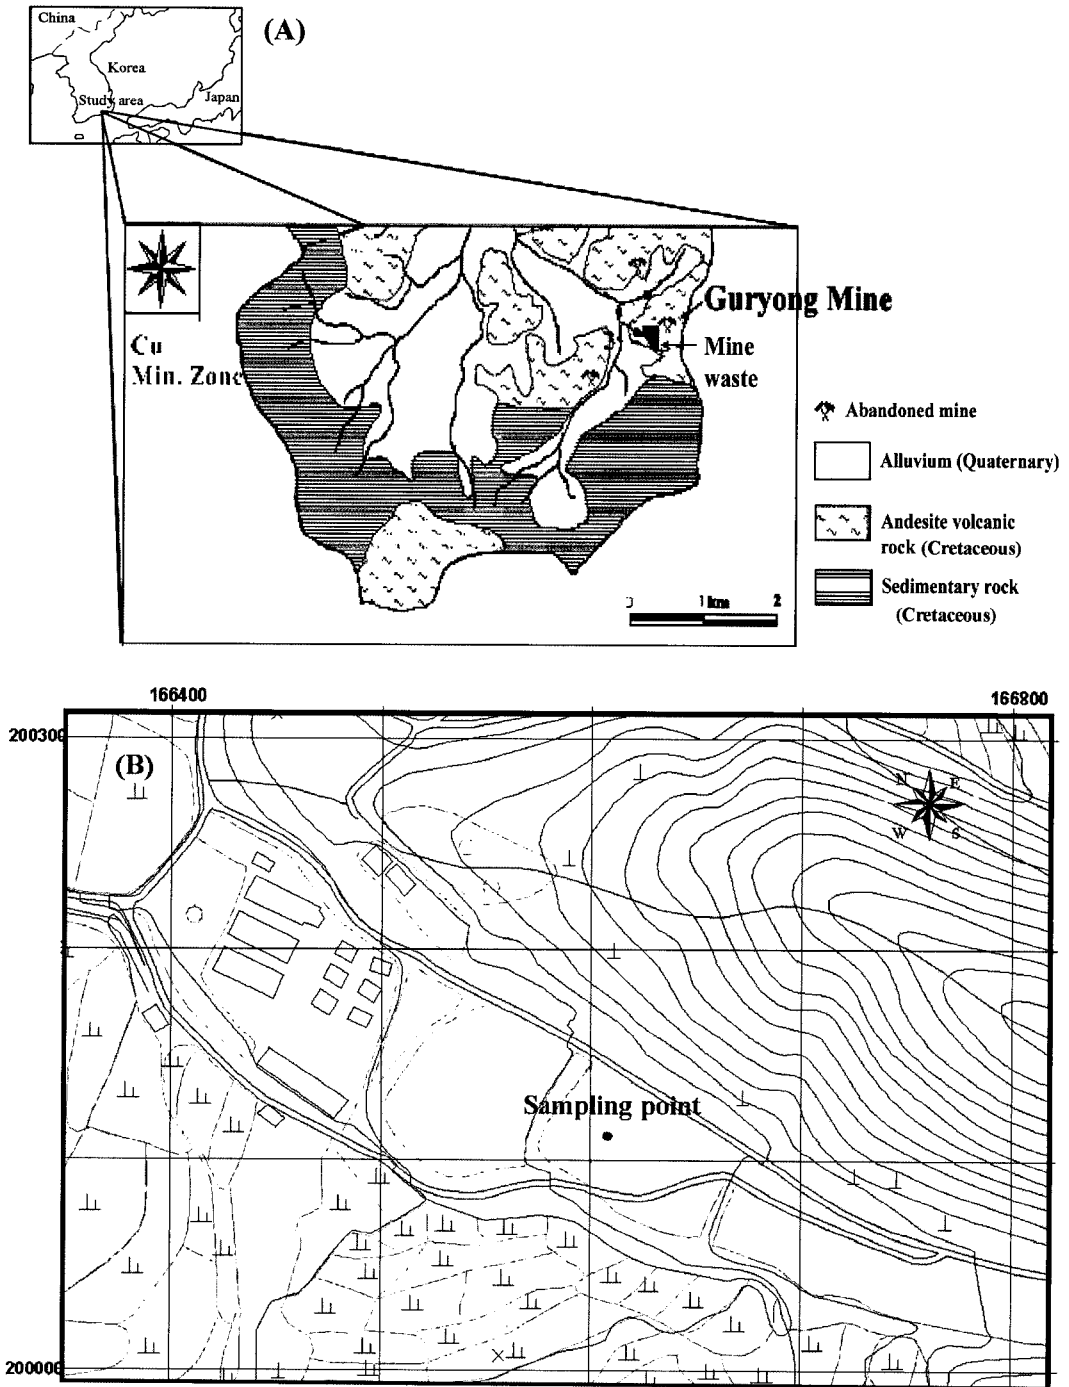 China
(A)
Korea
Study area
Japan
Guryong Mine
Cu
Min. Zone
Mine
waste
Abandoned mine
Alluvium (Quaternary)
Andesite volcanic
rock (Cretaceous)
Sedimentary rock
(Cretaceous)
0 1 km 2
166400
166800
200300
(B)
N E
W S
Sampling point
200000